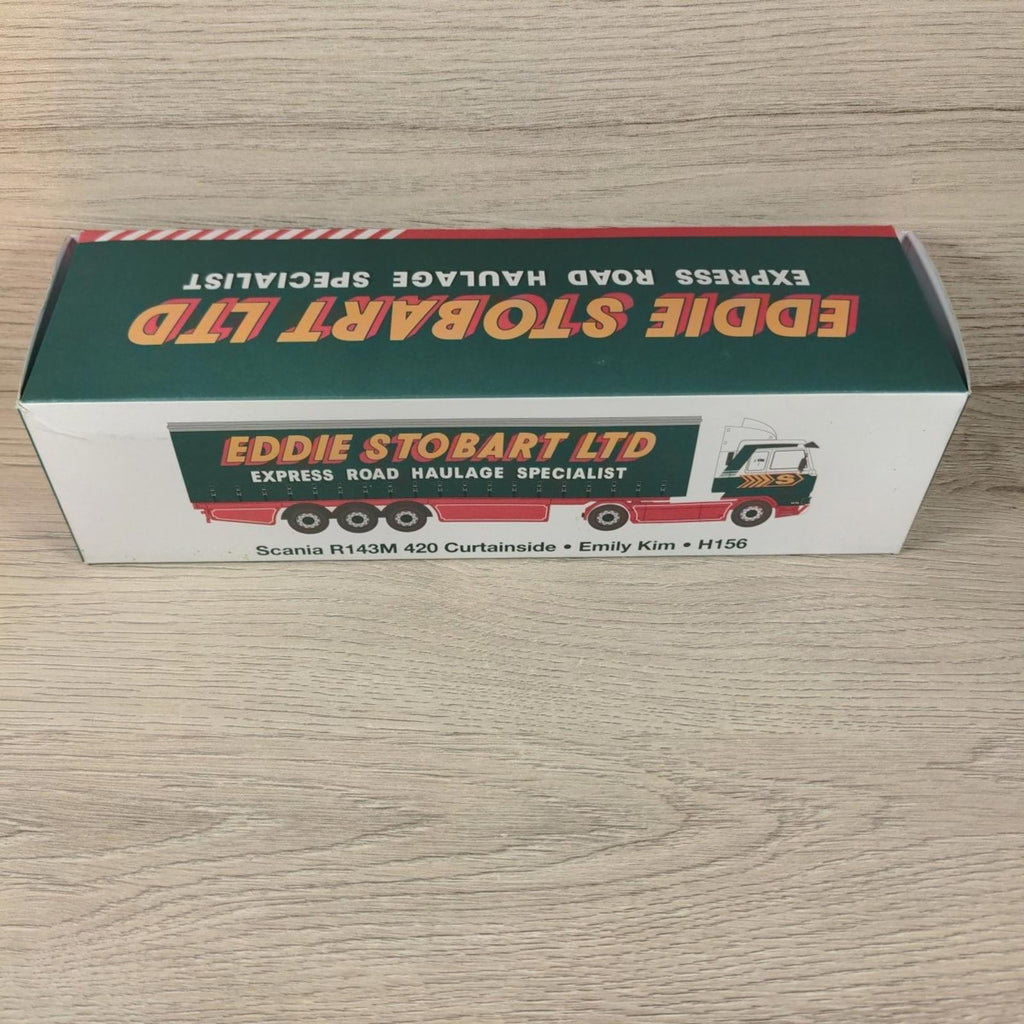 EXPRESS ROAD HAULAGE SPECIALIST
EDDIE STOBART LTD
EDDIE STOBART LTD
EXPRESS ROAD HAULAGE SPECIALIST
S
Scania R143M 420 Curtainside • Emily Kim • H156